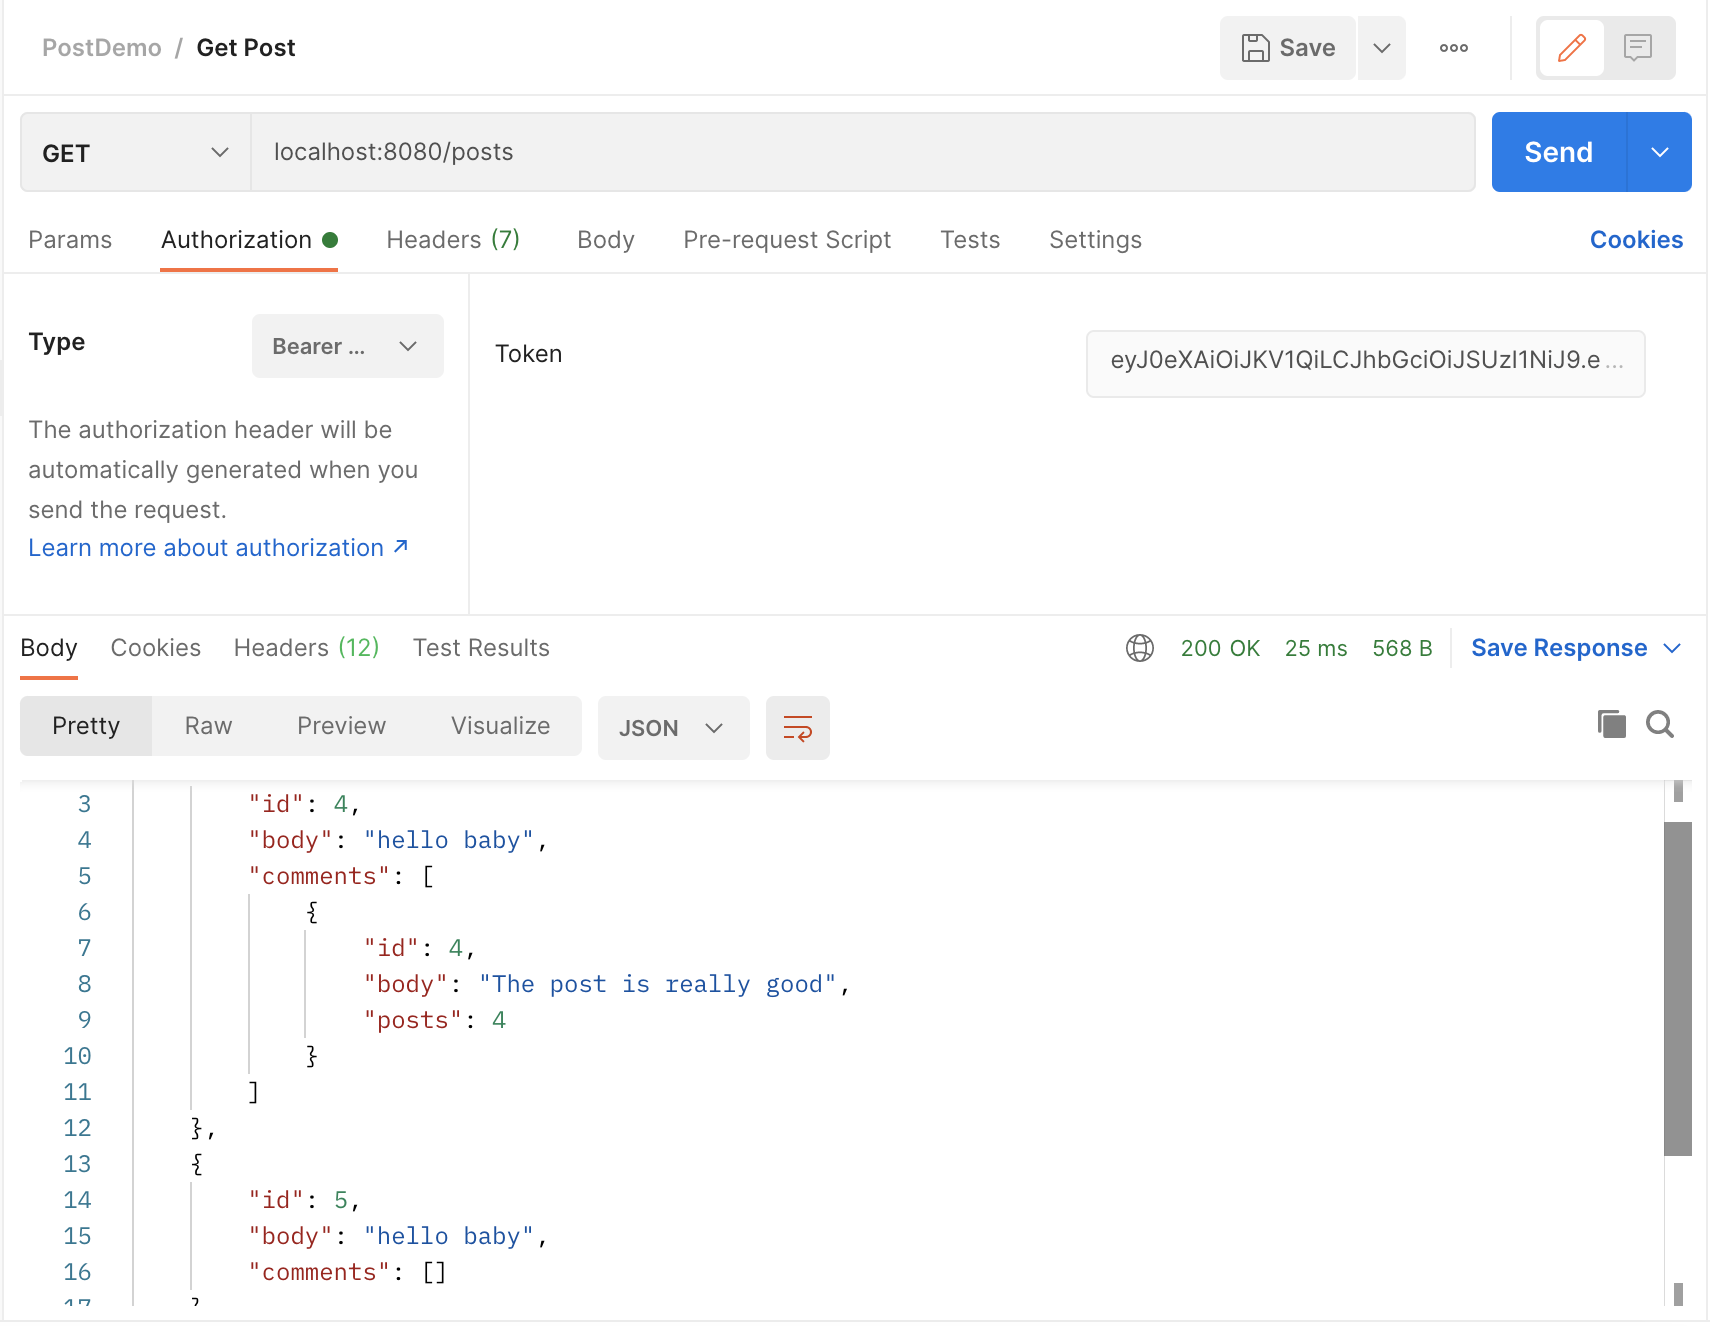 PostDemo / Get Post
Save
GET
localhost:8080/posts
Send
Params Authorization Headers (7) Body Pre-request Script Tests Settings Cookies
Type
Bearer ...
Token
eyJ0eXAiOiJKV1QiLCJhbGciOiJSUzI1NiJ9.e...
The authorization header will be
automatically generated when you
send the request.
Learn more about authorization ↗
Body Cookies Headers (12) Test Results 200 OK 25 ms 568 B Save Response
Pretty Raw Preview Visualize JSON
3 "id": 4,
4 "body": "hello baby",
5 "comments": [
6 {
7 "id": 4,
8 "body": "The post is really good",
9 "posts": 4
10 }
11 ]
12 },
13 {
14 "id": 5,
15 "body": "hello baby",
16 "comments": []
17 }